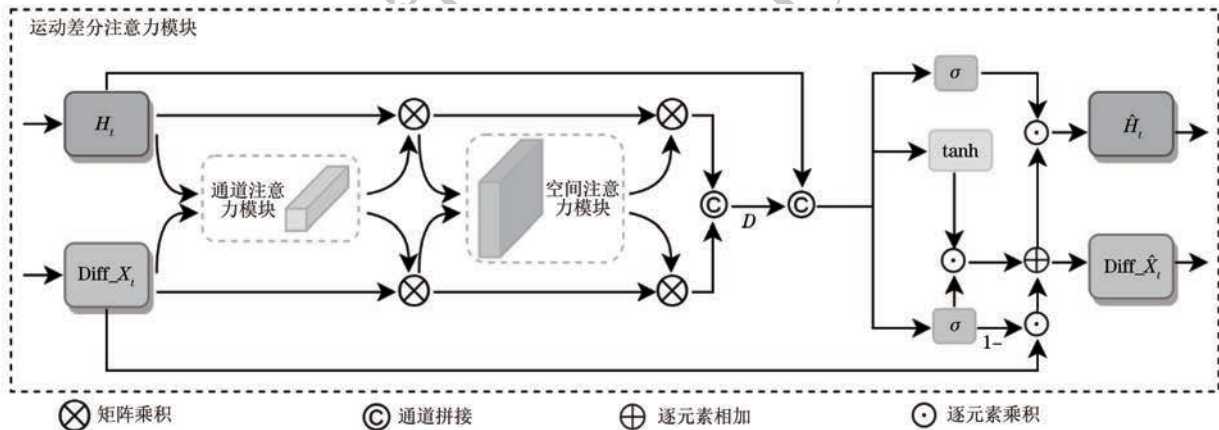 运动差分注意力模块
H_t
Diff_X_t
通道注意
力模块
空间注意
力模块
C
D
C
σ
tanh
σ
1-
Ĥ_t
Diff_X̂_t
矩阵乘积
C 通道拼接
逐元素相加
逐元素乘积